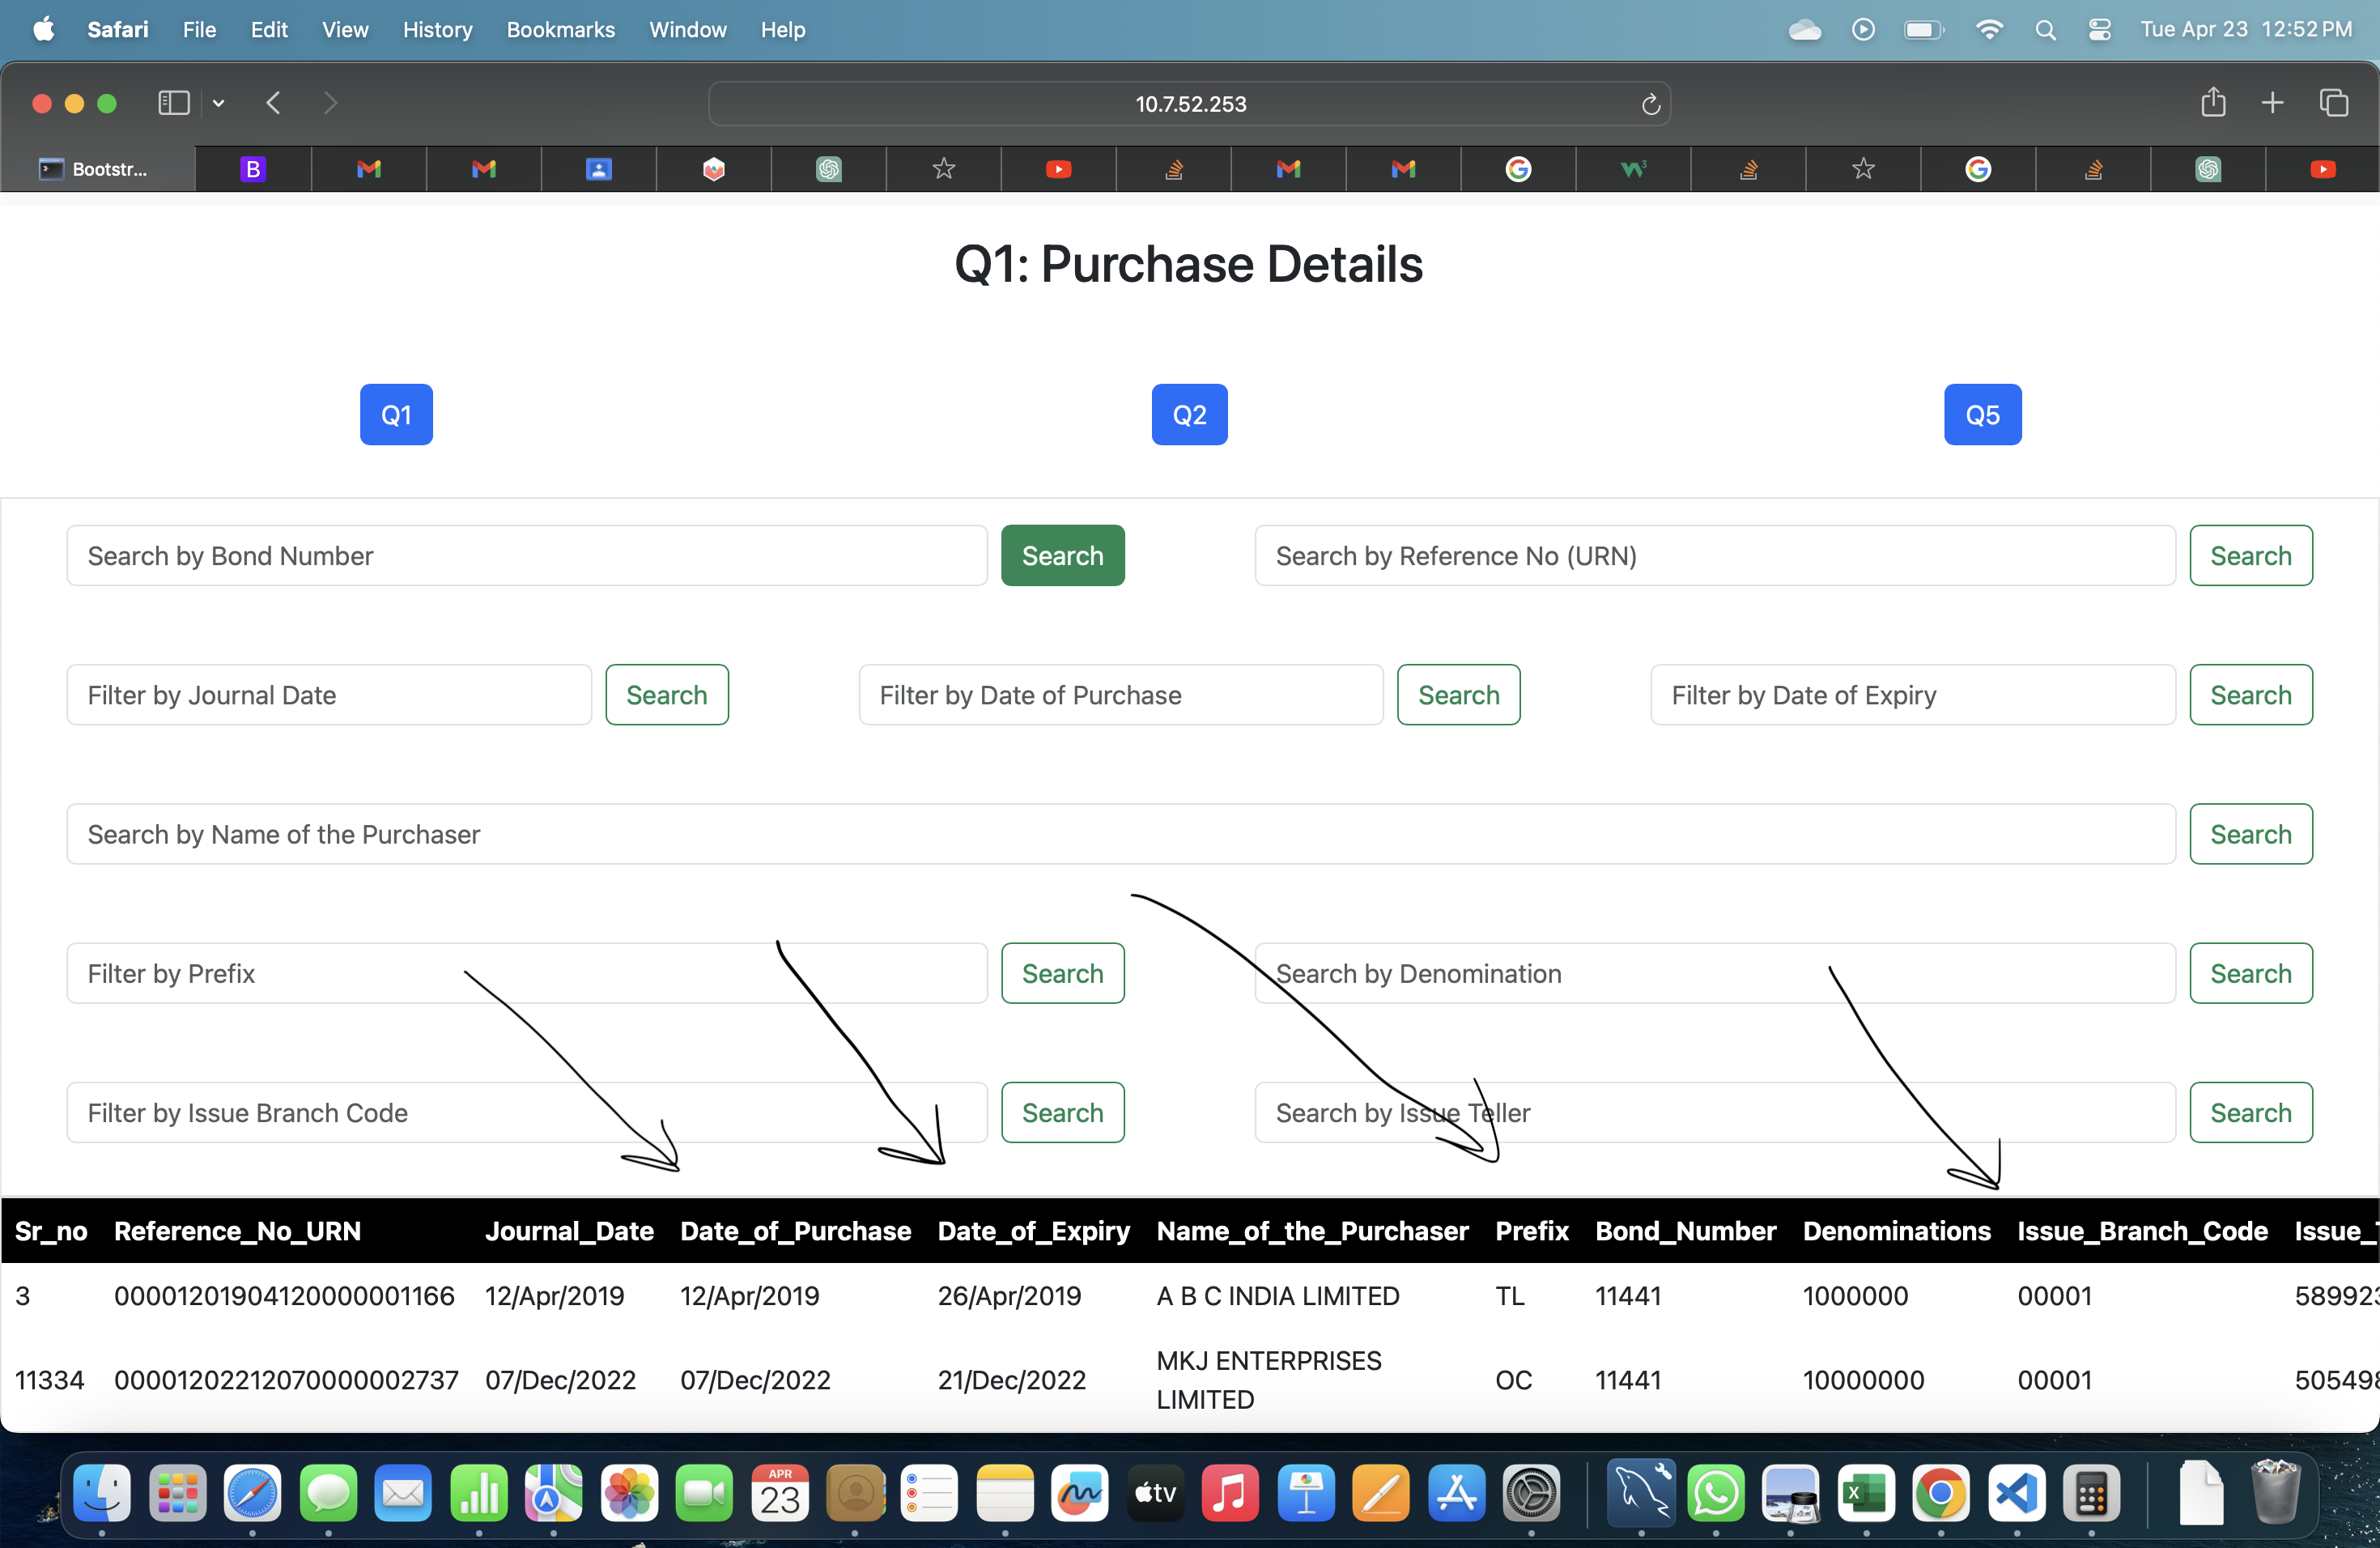 Safari File Edit View History Bookmarks Window Help Tue Apr 23 12:52 PM
10.7.52.253
Bootstr...
Q1: Purchase Details
Q1 Q2 Q5
Search by Bond Number Search Search by Reference No (URN) Search
Filter by Journal Date Search Filter by Date of Purchase Search Filter by Date of Expiry Search
Search by Name of the Purchaser Search
Filter by Prefix Search Search by Denomination Search
Filter by Issue Branch Code Search Search by Issue Teller Search
Sr_no Reference_No_URN Journal_Date Date_of_Purchase Date_of_Expiry Name_of_the_Purchaser Prefix Bond_Number Denominations Issue_Branch_Code Issue_
3 00001201904120000001166 12/Apr/2019 12/Apr/2019 26/Apr/2019 A B C INDIA LIMITED TL 11441 1000000 00001 589923
11334 00001202212070000002737 07/Dec/2022 07/Dec/2022 21/Dec/2022 MKJ ENTERPRISES OC 11441 10000000 00001 505498
LIMITED
APR
23
tv